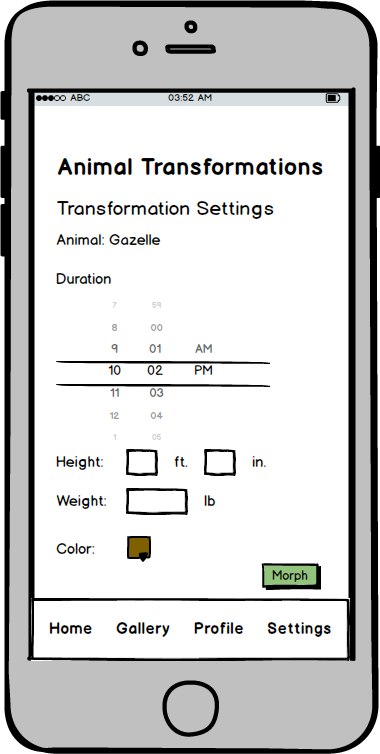 ABC 03:52 AM
Animal Transformations
Transformation Settings
Animal: Gazelle
Duration
7 59
8 00
9 01 AM
10 02 PM
11 03
12 04
1 05
Height: ft. in.
Weight: lb
Color:
Morph
Home Gallery Profile Settings